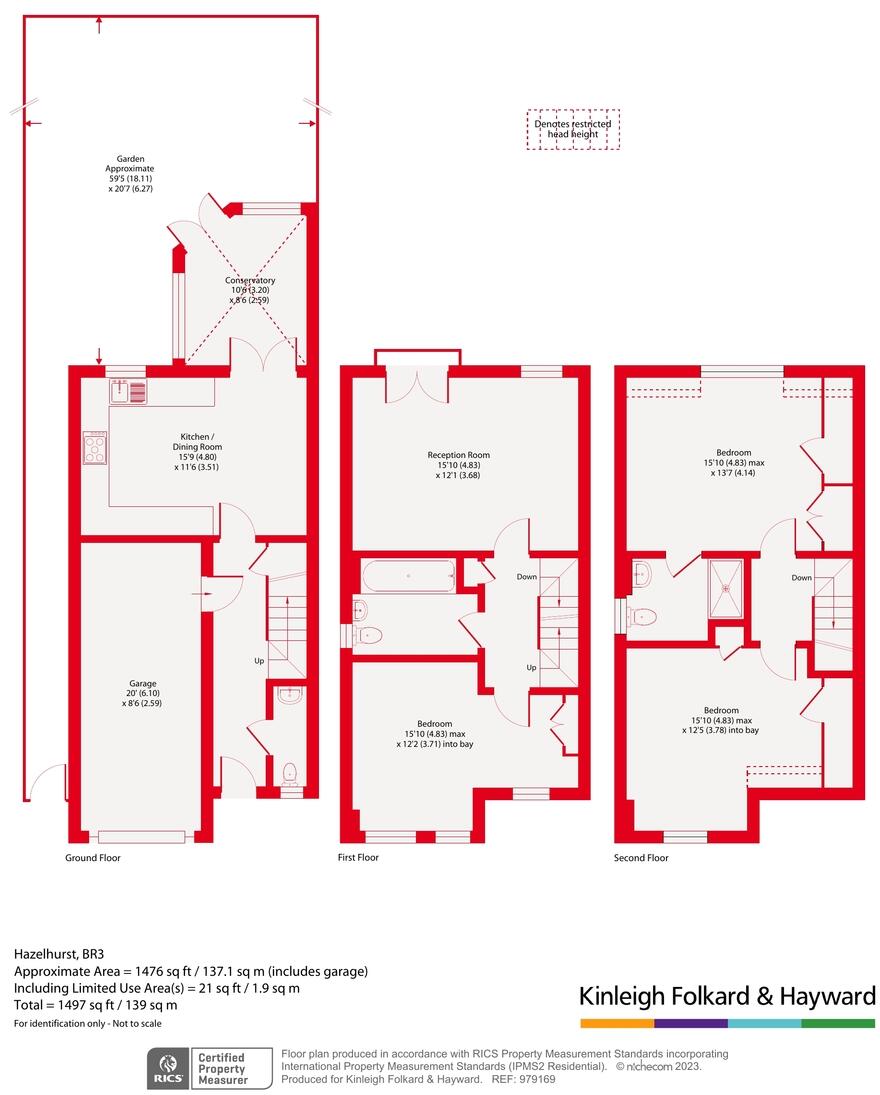 Denotes restricted
head height
Garden
Approximate
59'5 (18.11)
x 20'7 (6.27)
Conservatory
10'6 (3.20)
x 8'6 (2.59)
Kitchen /
Dining Room
15'9 (4.80)
x 11'6 (3.51)
Reception Room
15'10 (4.83)
x 12'1 (3.68)
Bedroom
15'10 (4.83) max
x 13'7 (4.14)
Down
Down
Up
Up
Garage
20' (6.10)
x 8'6 (2.59)
Bedroom
15'10 (4.83) max
x 12'2 (3.71) into bay
Bedroom
15'10 (4.83) max
x 12'5 (3.78) into bay
Ground Floor
First Floor
Second Floor
Hazelhurst, BR3
Approximate Area = 1476 sq ft / 137.1 sq m (includes garage)
Including Limited Use Area(s) = 21 sq ft / 1.9 sq m
Total = 1497 sq ft / 139 sq m
For identification only - Not to scale
Kinleigh Folkard & Hayward
RICS
Certified
Property
Measurer
Floor plan produced in accordance with RICS Property Measurement Standards incorporating
International Property Measurement Standards (IPMS2 Residential). © nichecom 2023.
Produced for Kinleigh Folkard & Hayward. REF: 979169